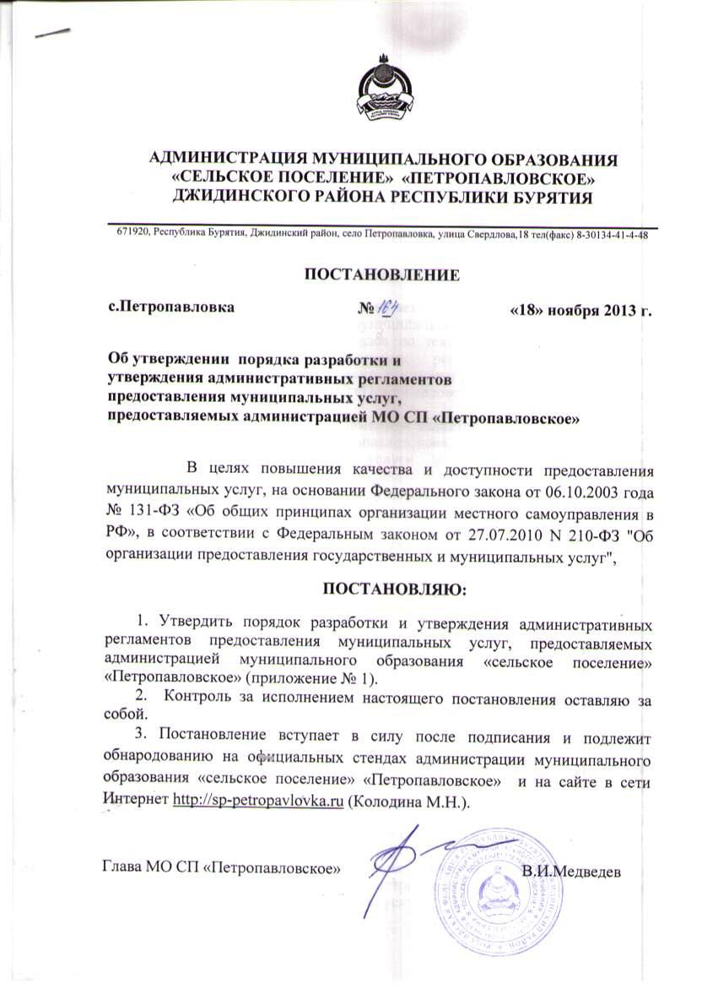 АДМИНИСТРАЦИЯ МУНИЦИПАЛЬНОГО ОБРАЗОВАНИЯ
«СЕЛЬСКОЕ ПОСЕЛЕНИЕ» «ПЕТРОПАВЛОВСКОЕ»
ДЖИДИНСКОГО РАЙОНА РЕСПУБЛИКИ БУРЯТИЯ
671920, Республика Бурятия, Джидинский район, село Петропавловка, улица Свердлова,18 тел(факс) 8-30134-41-4-48
ПОСТАНОВЛЕНИЕ
с.Петропавловка № 164 «18» ноября 2013 г.
Об утверждении порядка разработки и
утверждения административных регламентов
предоставления муниципальных услуг,
предоставляемых администрацией МО СП «Петропавловское»
В целях повышения качества и доступности предоставления
муниципальных услуг, на основании Федерального закона от 06.10.2003 года
№ 131-ФЗ «Об общих принципах организации местного самоуправления в
РФ», в соответствии с Федеральным законом от 27.07.2010 N 210-ФЗ "Об
организации предоставления государственных и муниципальных услуг",
ПОСТАНОВЛЯЮ:
1. Утвердить порядок разработки и утверждения административных
регламентов предоставления муниципальных услуг, предоставляемых
администрацией муниципального образования «сельское поселение»
«Петропавловское» (приложение № 1).
2. Контроль за исполнением настоящего постановления оставляю за
собой.
3. Постановление вступает в силу после подписания и подлежит
обнародованию на официальных стендах администрации муниципального
образования «сельское поселение» «Петропавловское» и на сайте в сети
Интернет http://sp-petropavlovka.ru (Колодина М.Н.).
Глава МО СП «Петропавловское» В.И.Медведев